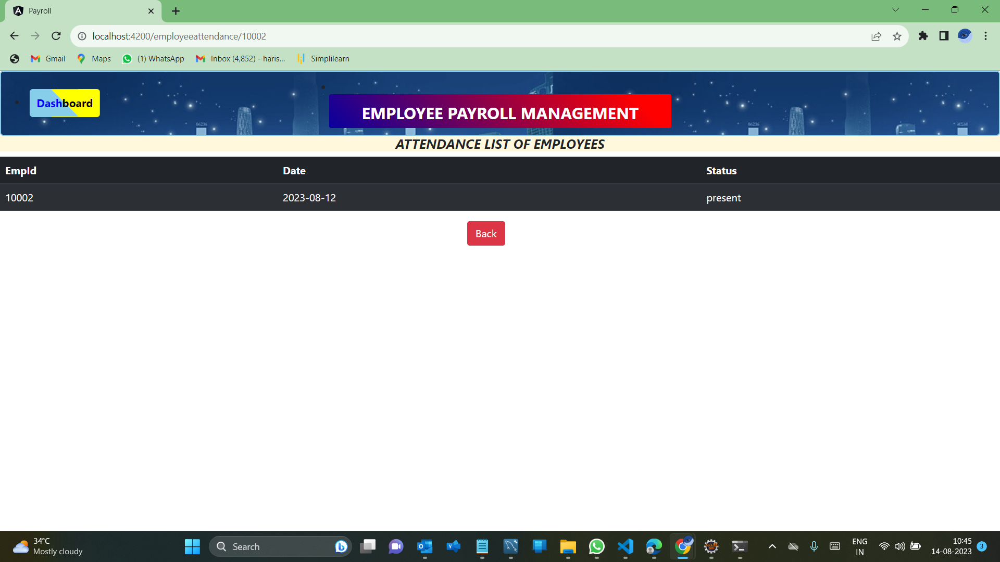 Payroll
localhost:4200/employeeattendance/10002
Gmail
Maps
(1) WhatsApp
Inbox (4,852) - haris...
Simplilearn
Dashboard
EMPLOYEE PAYROLL MANAGEMENT
ATTENDANCE LIST OF EMPLOYEES
EmpId Date Status
10002 2023-08-12 present
Back
34°C
Mostly cloudy
Search
ENG
IN
10:45
14-08-2023
3